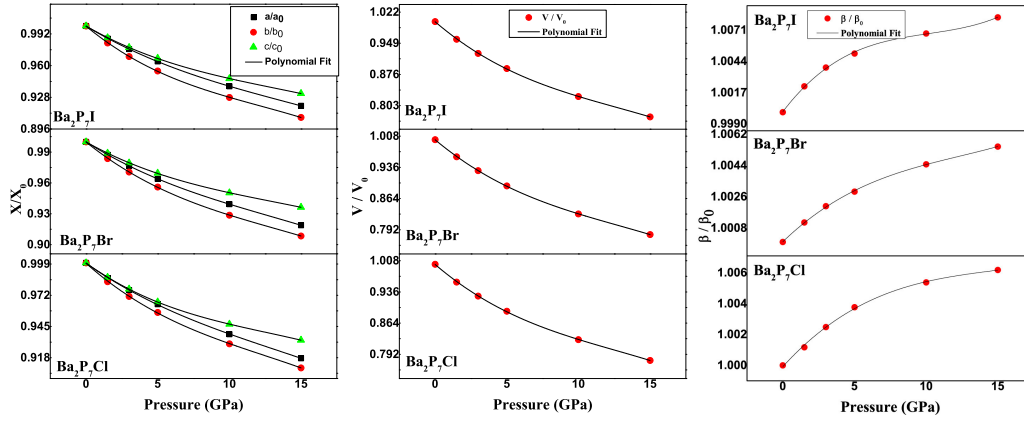 a/a0
b/b0
c/c0
Polynomial Fit
0.992
0.960
0.928
0.896
Ba2P7I
0.99
0.96
0.93
0.90
Ba2P7Br
0.999
0.972
0.945
0.918
Ba2P7Cl
X/X0
0 5 10 15
Pressure (GPa)
V / V0
Polynomial Fit
1.022
0.949
0.876
0.803
Ba2P7I
1.008
0.936
0.864
0.792
Ba2P7Br
1.008
0.936
0.864
0.792
Ba2P7Cl
V / V0
0 5 10 15
Pressure (GPa)
β / β0
Polynomial Fit
1.0071
1.0044
1.0017
0.9990
Ba2P7I
1.0062
1.0044
1.0026
1.0008
Ba2P7Br
1.006
1.004
1.002
1.000
Ba2P7Cl
β / β0
0 5 10 15
Pressure (GPa)